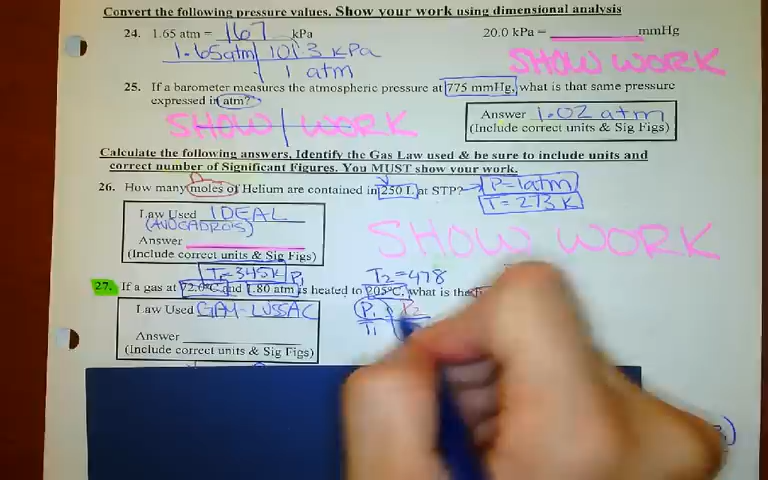 Convert the following pressure values. Show your work using dimensional analysis
24. 1.65 atm = 167 kPa 20.0 kPa = mmHg
1.65atm 101.3 kPa
1 atm
SHOW WORK
25. If a barometer measures the atmospheric pressure at 775 mmHg, what is that same pressure
expressed in atm?
SHOW WORK
Answer 1.02 atm
(Include correct units & Sig Figs)
Calculate the following answers. Identify the Gas Law used & be sure to include units and
correct number of Significant Figures. You MUST show your work.
26. How many moles of Helium are contained in 250 L at STP? P=1atm
T=273 K
Law Used IDEAL
(AVOGADRO'S)
Answer
(Include correct units & Sig Figs)
SHOW WORK
T1=345K P1 T2=478
27. If a gas at 72.0°C and 1.80 atm is heated to 205°C, what is the
Law Used GAY-LUSSAC
Answer
(Include correct units & Sig Figs)
P1 P2
T1